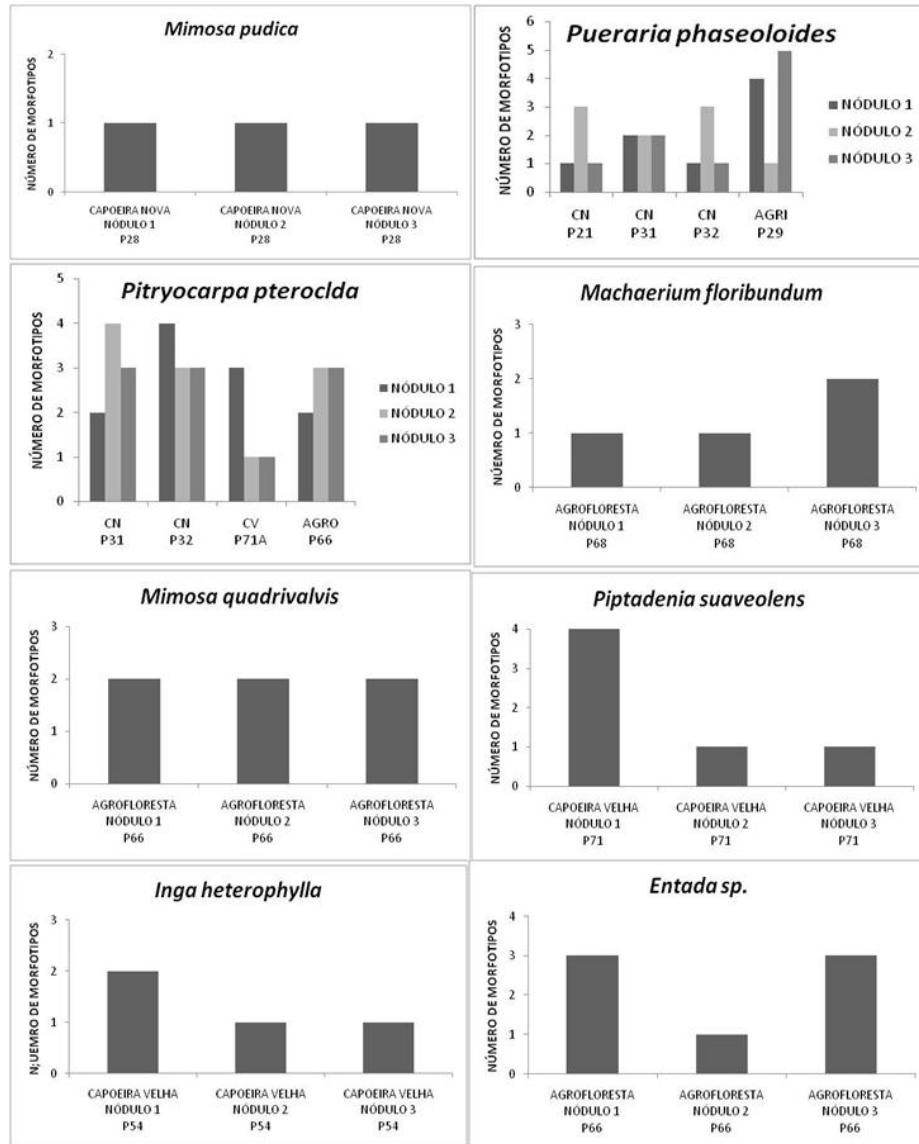 Mimosa pudica
NÚMERO DE MORFOTIPOS
2
1
0
CAPOEIRA NOVA CAPOEIRA NOVA CAPOEIRA NOVA
NÓDULO 1 NÓDULO 2 NÓDULO 3
P28 P28 P28
Pueraria phaseoloides
NÚMERO DE MORFOTIPOS
6
5
4
3
2
1
0
NÓDULO 1
NÓDULO 2
NÓDULO 3
CN CN CN AGRI
P21 P31 P32 P29
Pitryocarpa pteroclda
NÚMERO DE MORFOTIPOS
5
4
3
2
1
0
NÓDULO 1
NÓDULO 2
NÓDULO 3
CN CN CV AGRO
P31 P32 P71A P66
Machaerium floribundum
NÚEMRO DE MORFOTIPOS
3
2
1
0
AGROFLORESTA AGROFLORESTA AGROFLORESTA
NÓDULO 1 NÓDULO 2 NÓDULO 3
P68 P68 P68
Mimosa quadrivalvis
NÚMERO DE MORFOTIPOS
3
2
1
0
AGROFLORESTA AGROFLORESTA AGROFLORESTA
NÓDULO 1 NÓDULO 2 NÓDULO 3
P66 P66 P66
Piptadenia suaveolens
NÚMERO DE MORFOTIPOS
4
3
2
1
0
CAPOEIRA VELHA CAPOEIRA VELHA CAPOEIRA VELHA
NÓDULO 1 NÓDULO 2 NÓDULO 3
P71 P71 P71
Inga heterophylla
N;UEMRO DE MORFOTIPOS
3
2
1
0
CAPOEIRA VELHA CAPOEIRA VELHA CAPOEIRA VELHA
NÓDULO 1 NÓDULO 2 NÓDULO 3
P54 P54 P54
Entada sp.
NÚMERO DE MORFOTIPOS
4
3
2
1
0
AGROFLORESTA AGROFLORESTA AGROFLORESTA
NÓDULO 1 NÓDULO 2 NÓDULO 3
P66 P66 P66